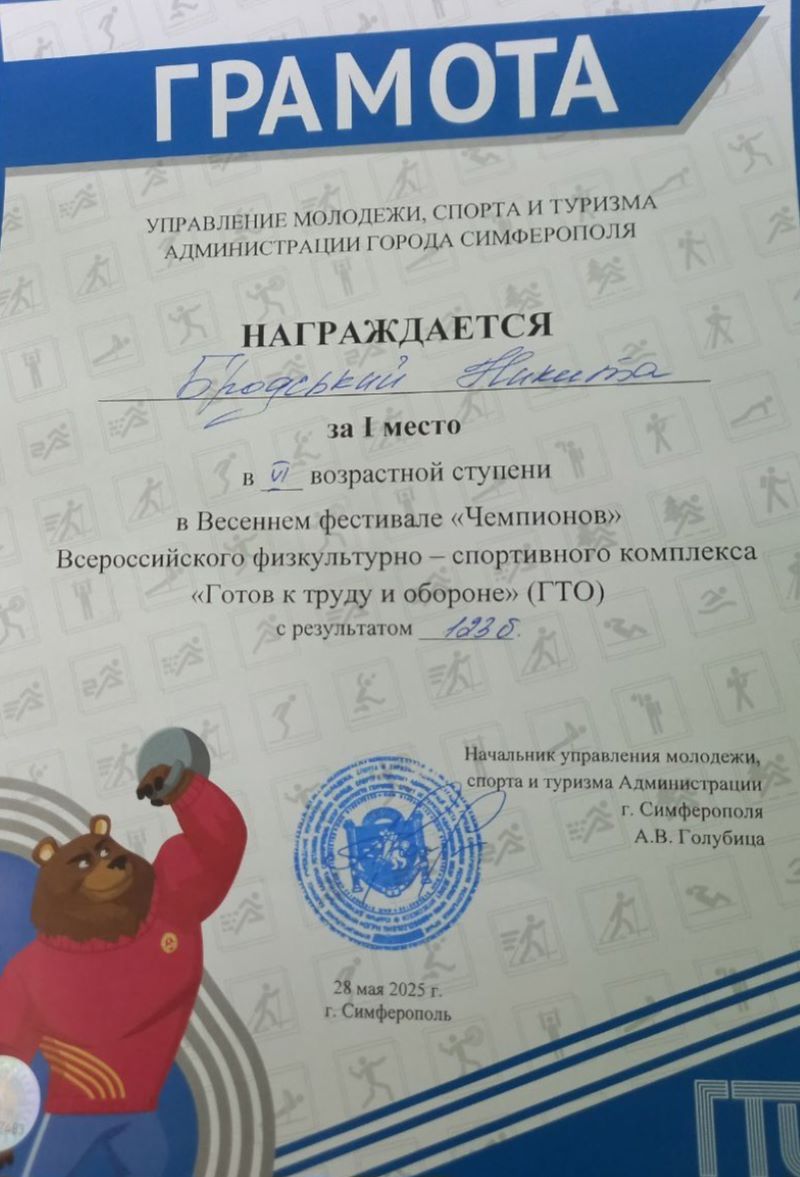 ГРАМОТА
УПРАВЛЕНИЕ МОЛОДЕЖИ, СПОРТА И ТУРИЗМА
АДМИНИСТРАЦИИ ГОРОДА СИМФЕРОПОЛЯ
НАГРАЖДАЕТСЯ
Бродський Никита
за I место
в VI возрастной ступени
в Весеннем фестивале «Чемпионов»
Всероссийского физкультурно – спортивного комплекса
«Готов к труду и обороне» (ГТО)
с результатом 123 б.
Начальник управления молодежи,
спорта и туризма Администрации
г. Симферополя
А.В. Голубица
28 мая 2025 г.
г. Симферополь